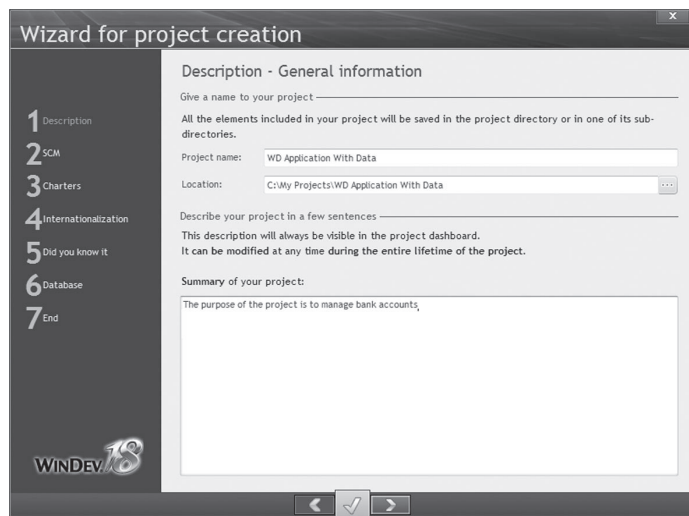 X
Wizard for project creation
1 Description
2 SCM
3 Charters
4 Internationalization
5 Did you know it
6 Database
7 End
WINDEV 18
Description - General information
Give a name to your project
All the elements included in your project will be saved in the project directory or in one of its sub-
directories.
Project name: WD Application With Data
Location: C:\My Projects\WD Application With Data ...
Describe your project in a few sentences
This description will always be visible in the project dashboard.
It can be modified at any time during the entire lifetime of the project.
Summary of your project:
The purpose of the project is to manage bank accounts